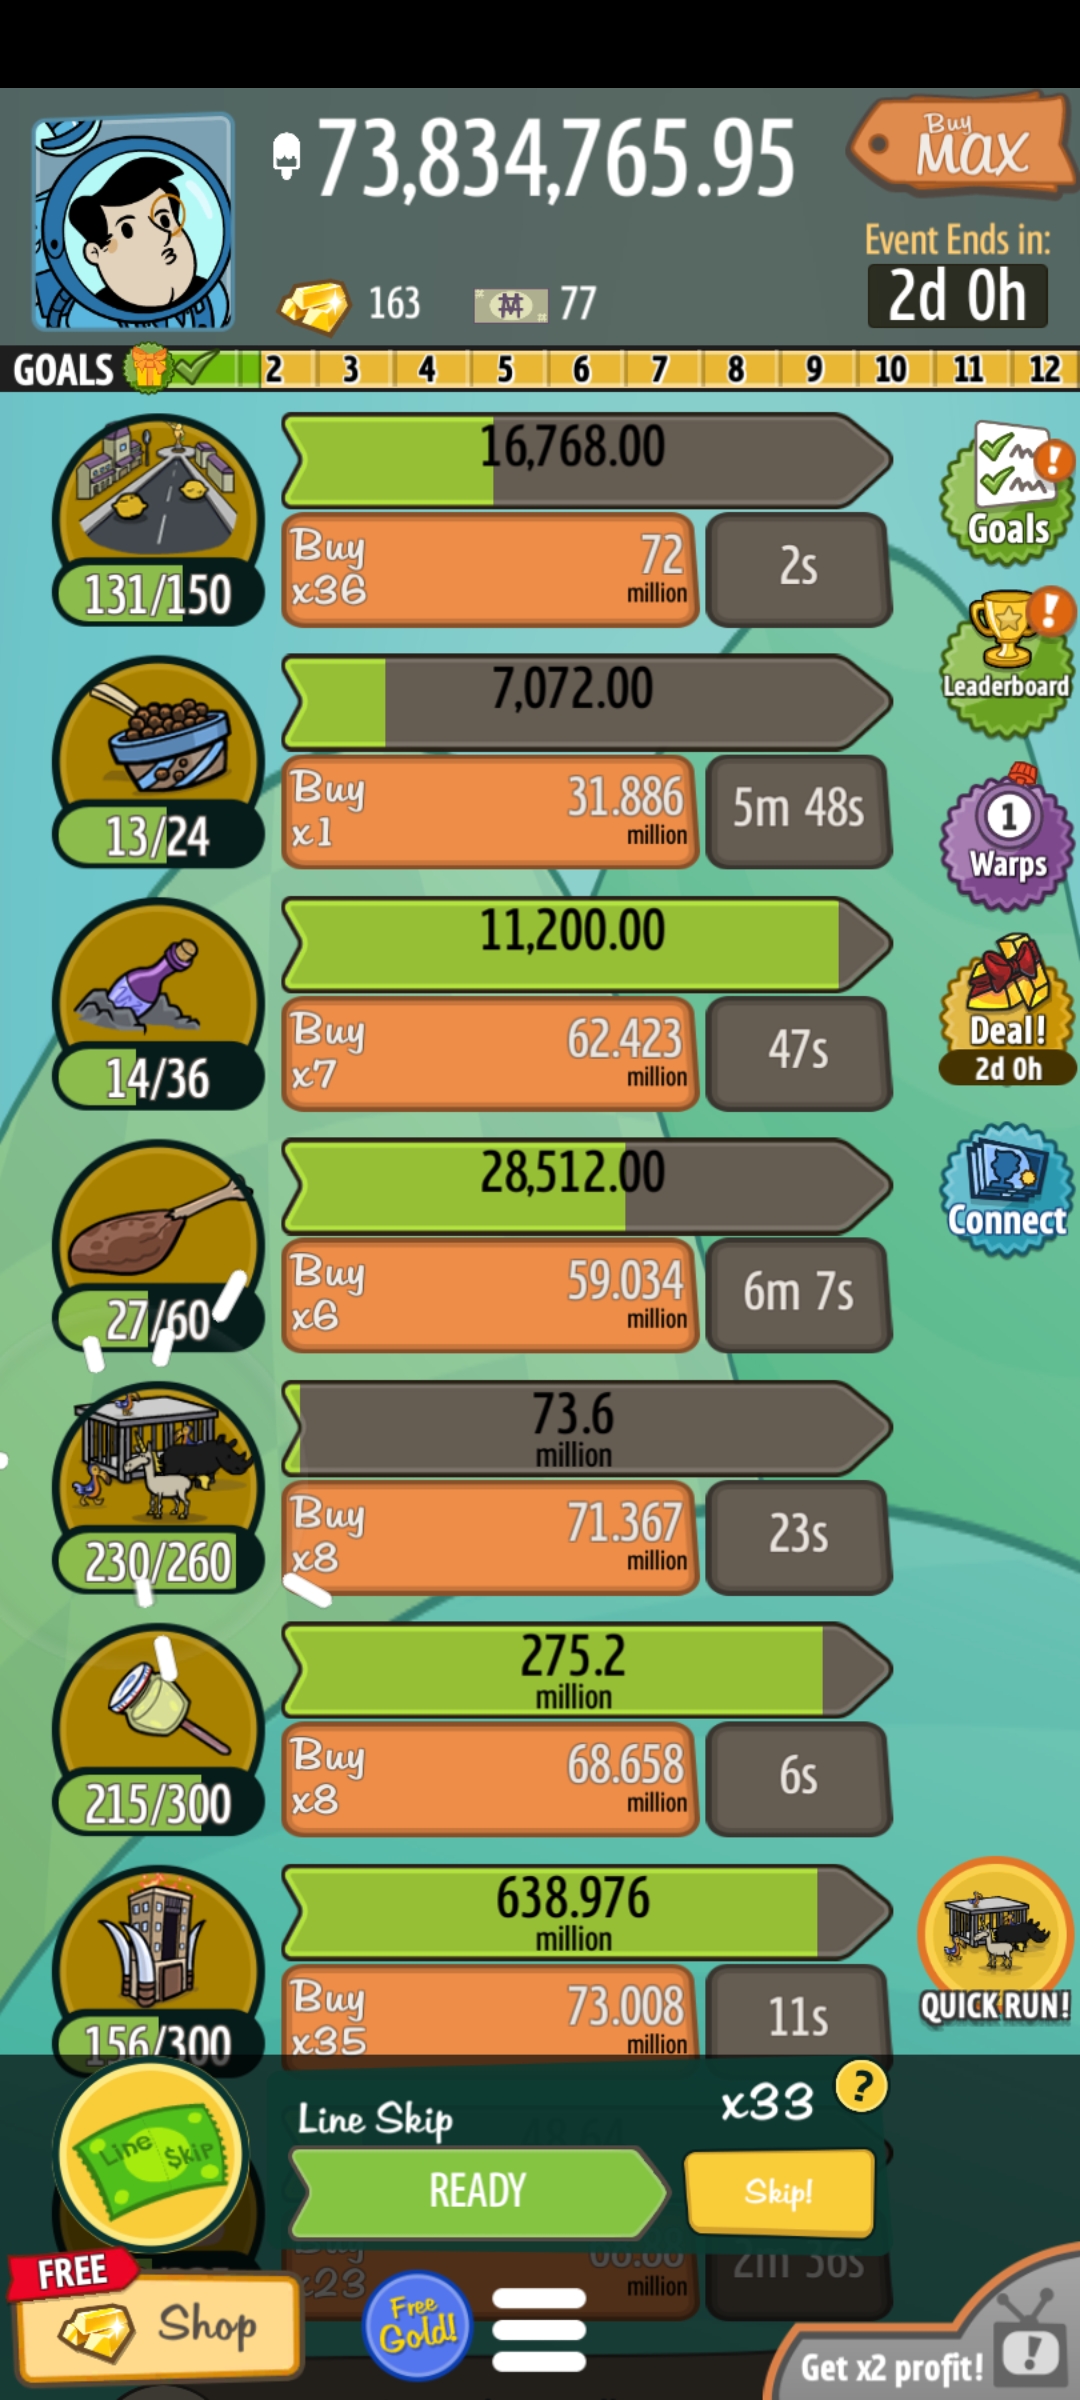 73,834,765.95
Buy
MAX
Event Ends in:
2d 0h
163
77
GOALS 2 3 4 5 6 7 8 9 10 11 12
16,768.00
Buy
x36
72
million
2s
131/150
Goals
7,072.00
Leaderboard
Buy
x1
31.886
million
5m 48s
13/24
1
Warps
11,200.00
Buy
x7
62.423
million
47s
14/36
Deal!
2d 0h
28,512.00
Connect
Buy
x6
59.034
million
6m 7s
27/60
73.6
million
Buy
x8
71.367
million
23s
230/260
275.2
million
Buy
x8
68.658
million
6s
215/300
638.976
million
Buy
x35
73.008
million
11s
156/300
QUICK RUN!
Line Skip
x33
?
Line $kip
READY
Skip!
Buy
x23
million
2m 36s
FREE
Shop
Free
Gold!
Get x2 profit!